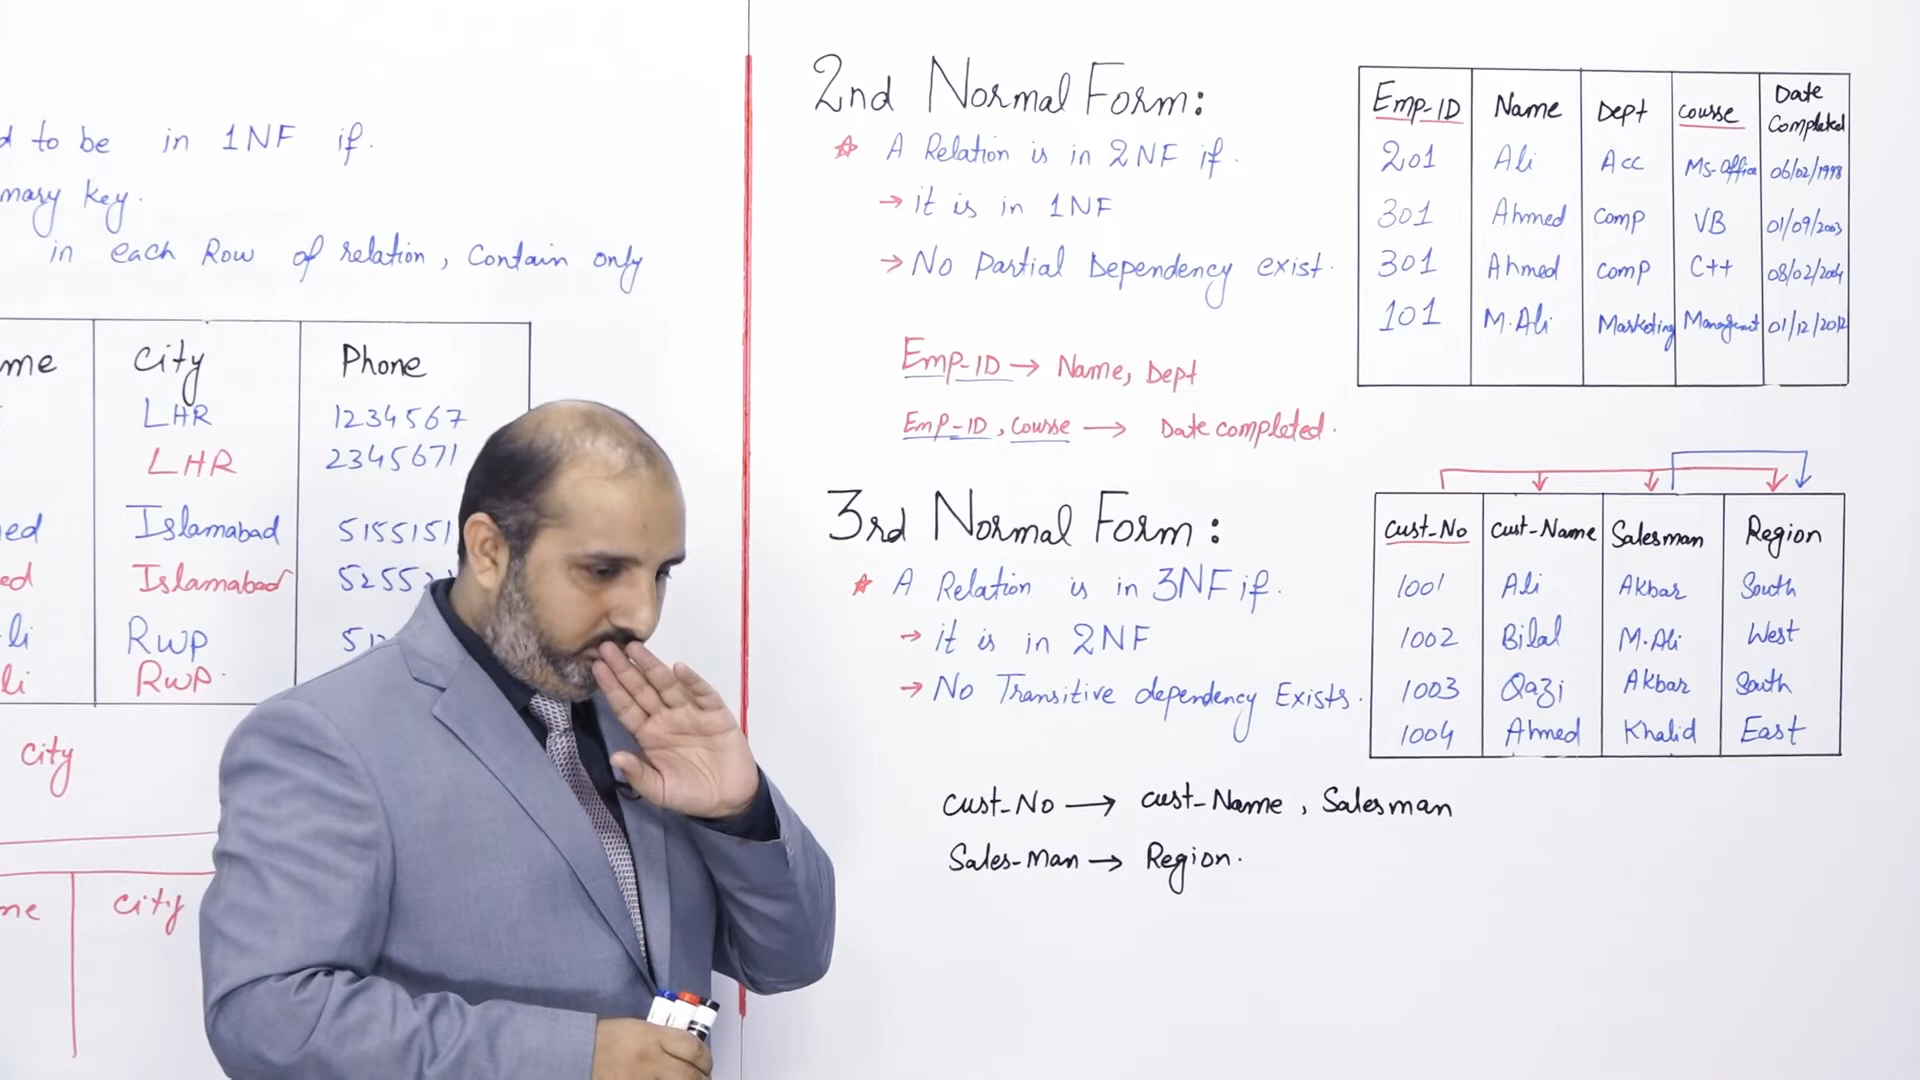 d to be in 1NF if.
mary key.
in each Row of relation, Contain only
me City Phone
LHR 1234567
LHR 2345671
ed Islamabad 5155151
ed Islamabad 5255
li RWP 51
li RWP.
city
me city
2nd Normal Form:
☆ A Relation is in 2NF if.
→ it is in 1NF
→ No Partial Dependency exist.
Emp-ID → Name, Dept
Emp-ID, Course → Date completed.
Emp-ID Name Dept Course Date Completed
201 Ali Acc Ms-Office 06/02/1998
301 Ahmed Comp VB 01/09/2003
301 Ahmed Comp C++ 08/02/2004
101 M.Ali Marketing 01/12/2012
3rd Normal Form:
☆ A Relation is in 3NF if.
→ it is in 2NF
→ No Transitive dependency Exists.
Cust-No → Cust-Name, Salesman
Sales-Man → Region.
Cust-No Cust-Name Salesman Region
1001 Ali Akbar South
1002 Bilal M.Ali West
1003 Qazi Akbar South
1004 Ahmed Khalid East